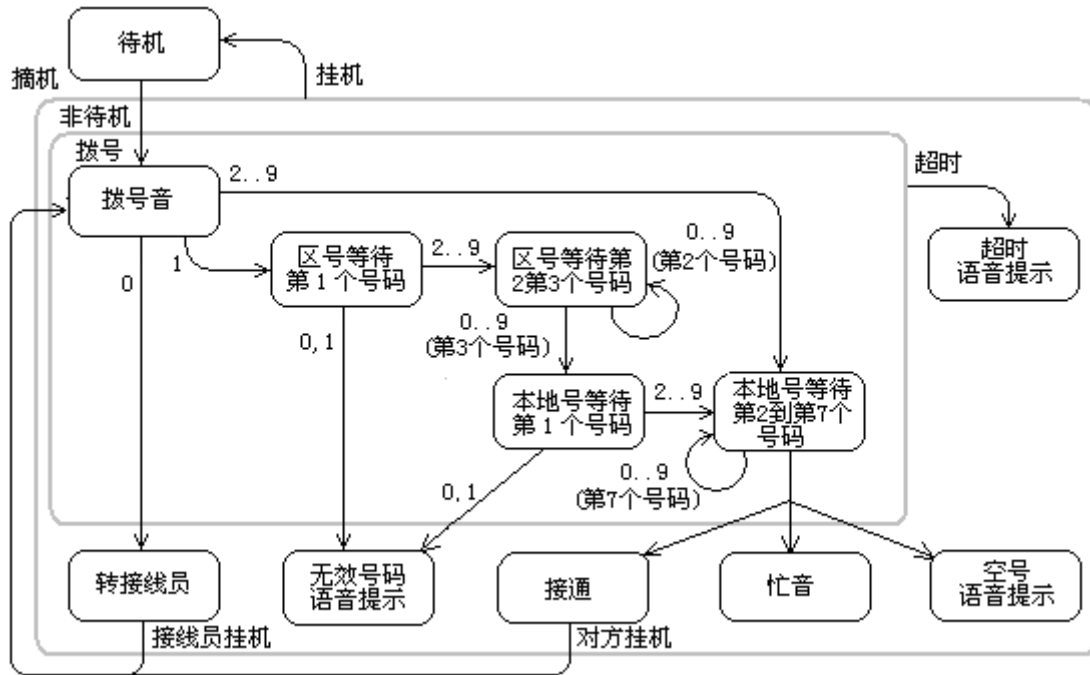 待机
摘机
挂机
非待机
拨号
拨号音
2..9
超时
超时
语音提示
1
0
区号等待
第1个号码
2..9
区号等待第
2第3个号码
0..9
(第2个号码)
0,1
0..9
(第3个号码)
本地号等待
第1个号码
2..9
本地号等待
第2到第7个
号码
0..9
(第7个号码)
0,1
转接线员
无效号码
语音提示
接通
忙音
空号
语音提示
接线员挂机
对方挂机